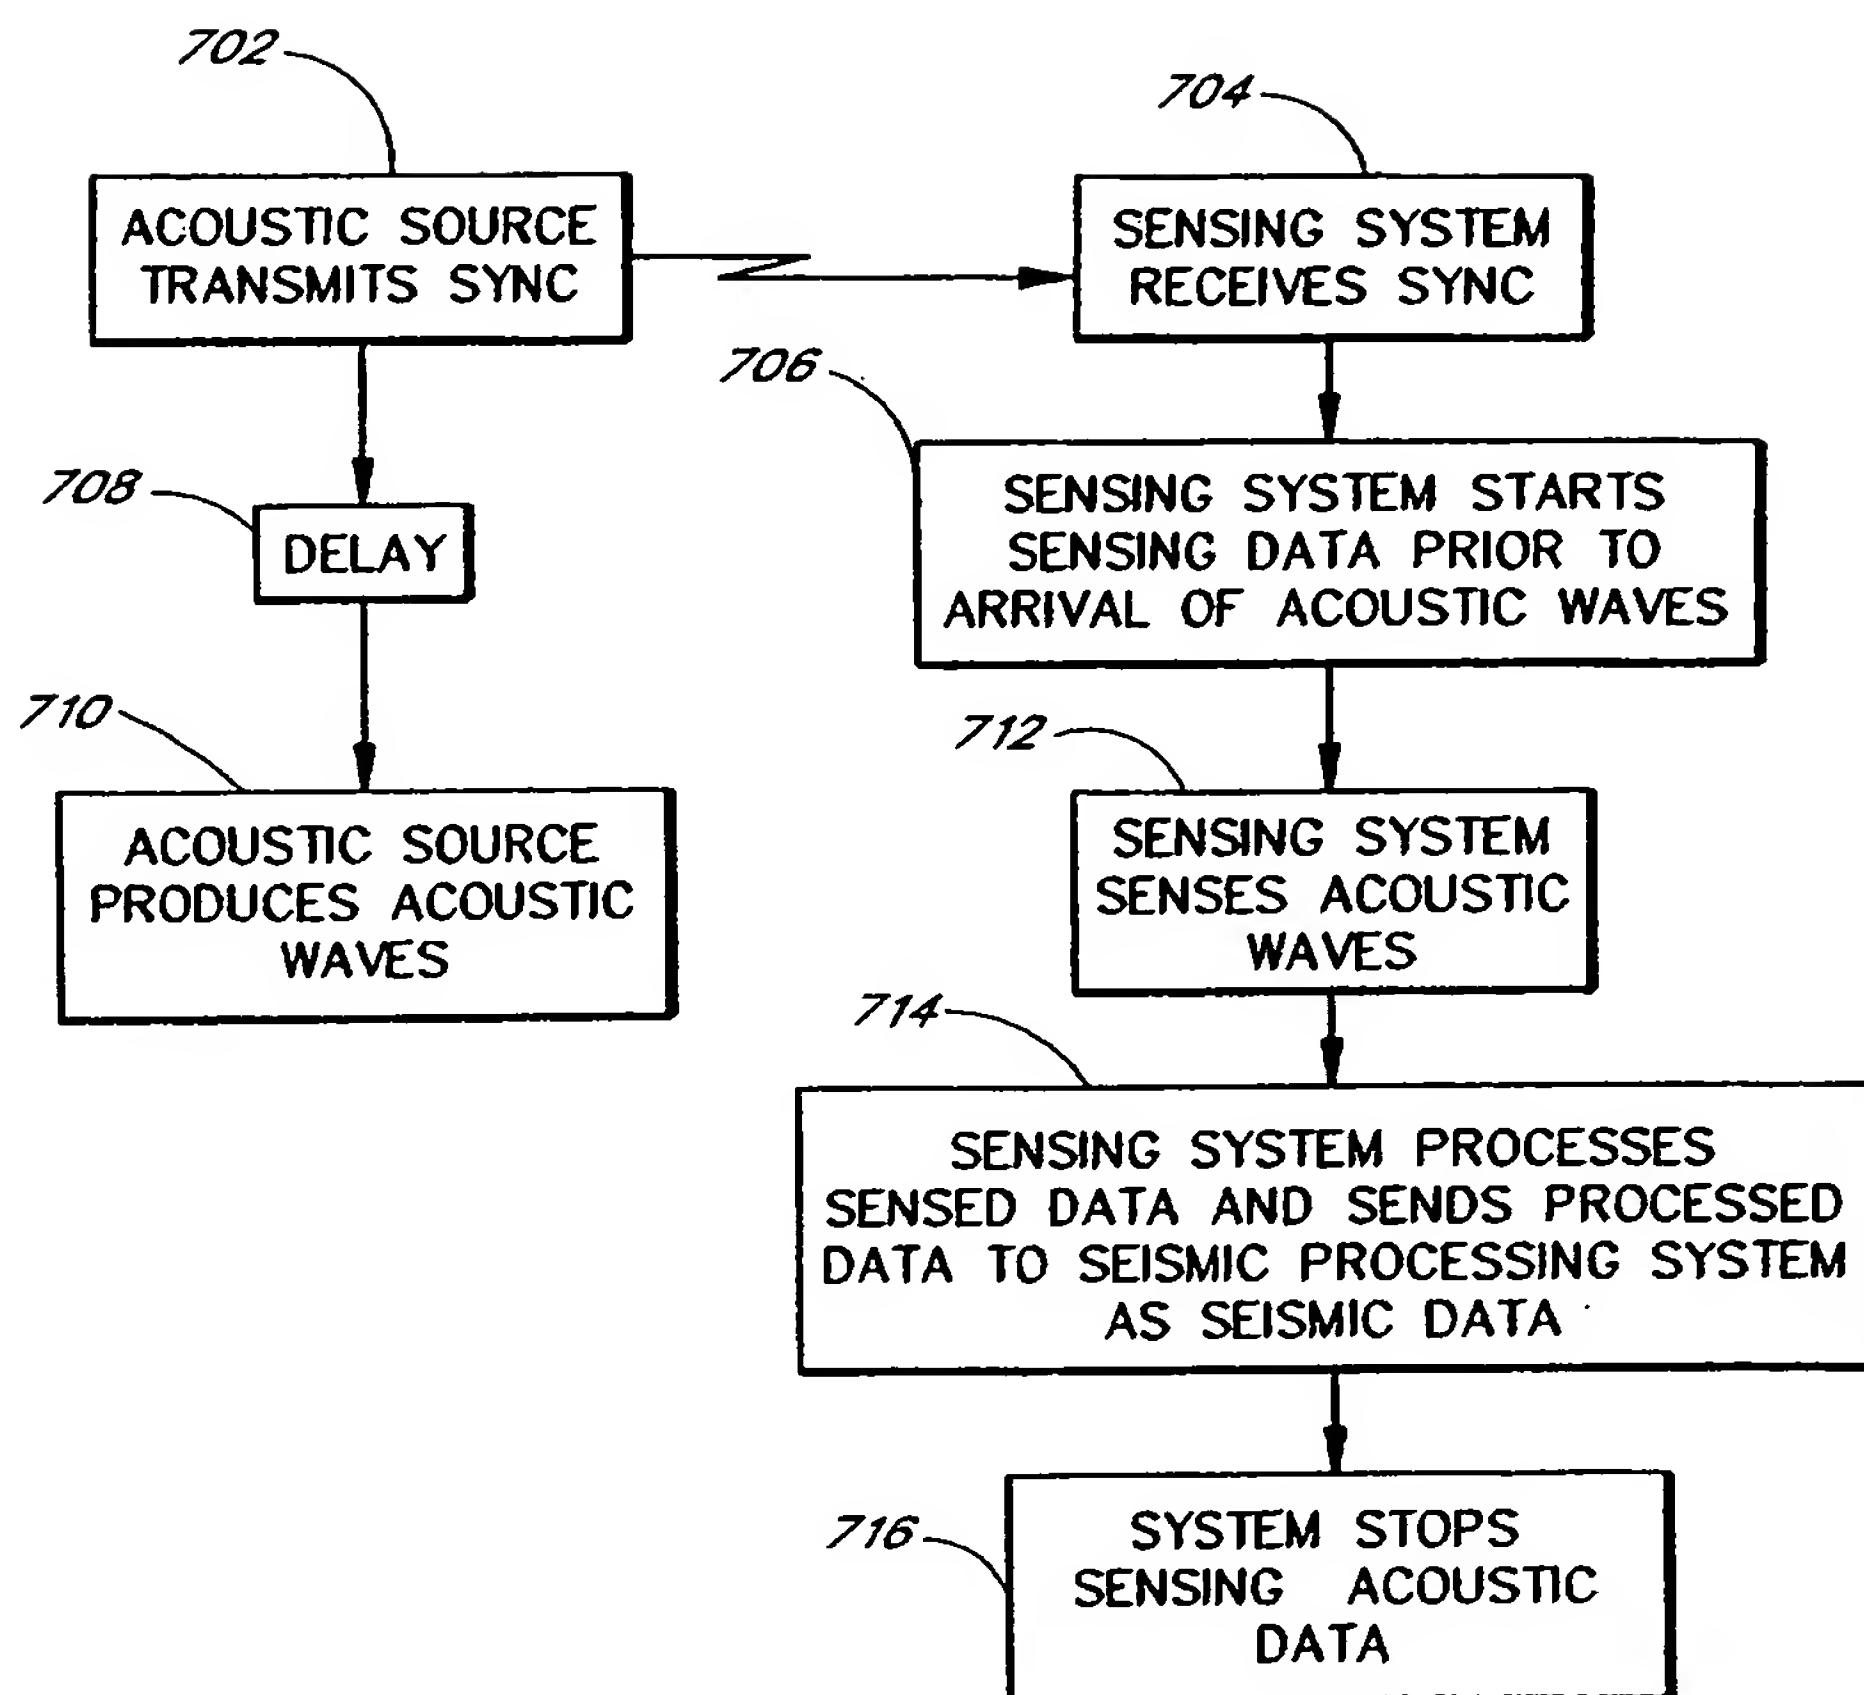 702
704
ACOUSTIC SOURCE
TRANSMITS SYNC
SENSING SYSTEM
RECEIVES SYNC
706
708
DELAY
SENSING SYSTEM STARTS
SENSING DATA PRIOR TO
ARRIVAL OF ACOUSTIC WAVES
710
712
ACOUSTIC SOURCE
PRODUCES ACOUSTIC
WAVES
SENSING SYSTEM
SENSES ACOUSTIC
WAVES
714
SENSING SYSTEM PROCESSES
SENSED DATA AND SENDS PROCESSED
DATA TO SEISMIC PROCESSING SYSTEM
AS SEISMIC DATA
716
SYSTEM STOPS
SENSING ACOUSTIC
DATA